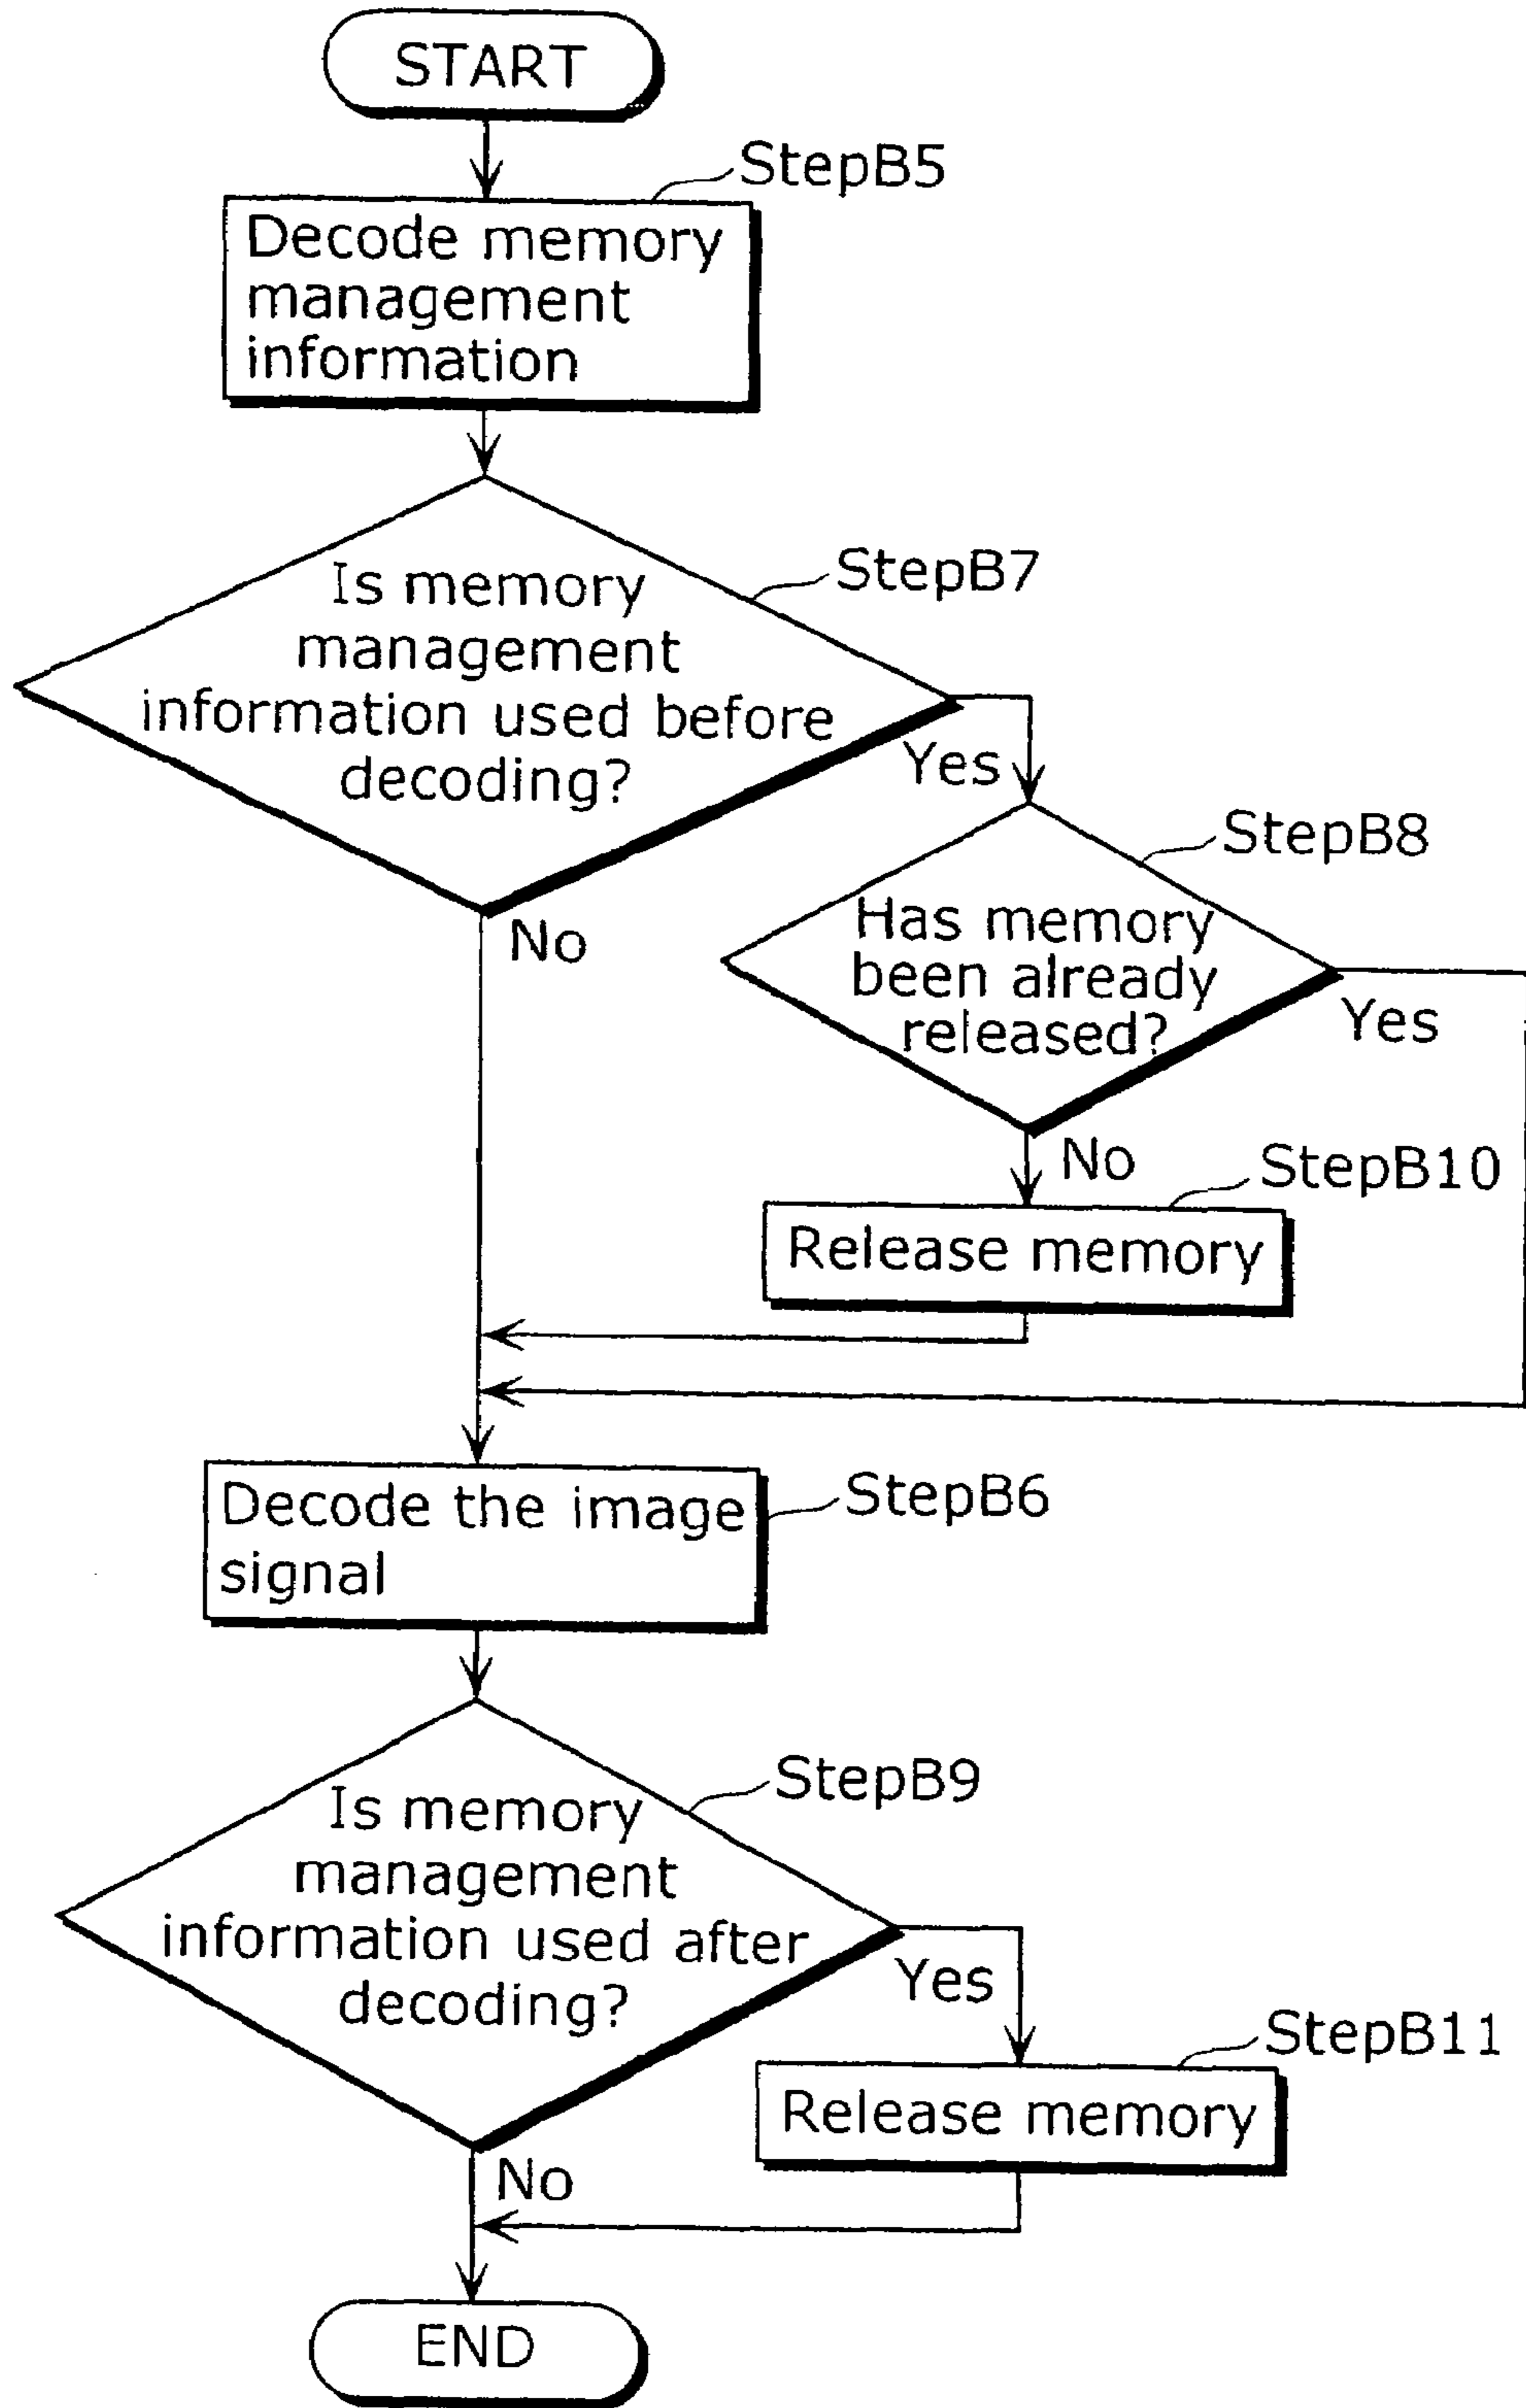 START
StepB5
Decode memory
management
information
StepB7
Is memory
management
information used before
decoding?
Yes
No
StepB8
Has memory
been already
released?
Yes
No
StepB10
Release memory
StepB6
Decode the image
signal
StepB9
Is memory
management
information used after
decoding?
Yes
No
StepB11
Release memory
END